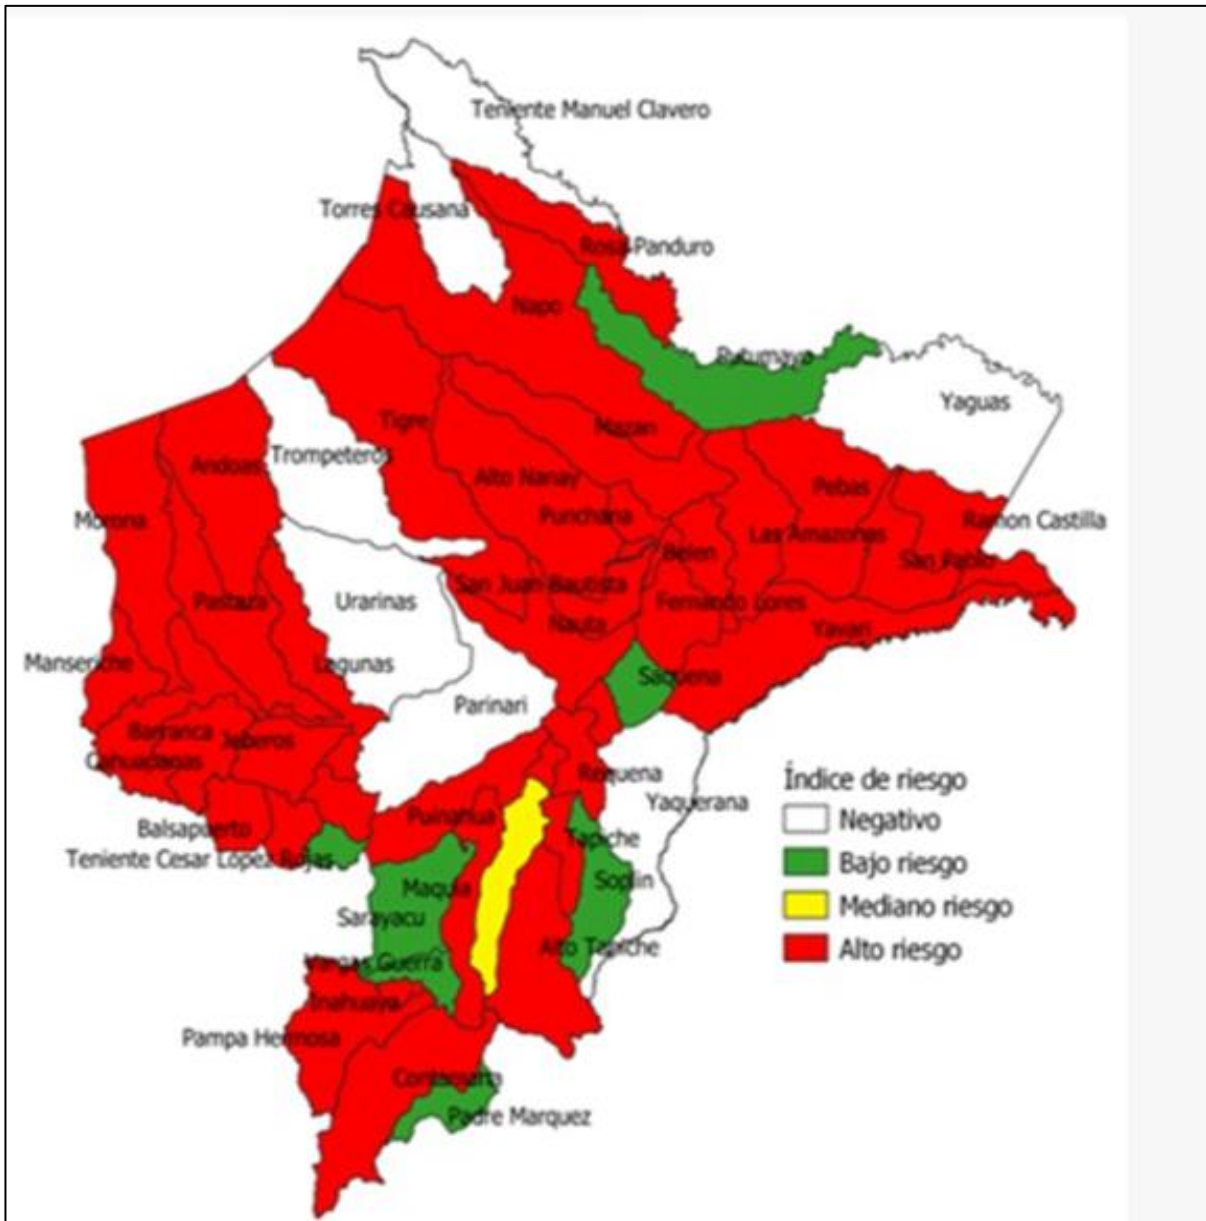 Teniente Manuel Clavero
Torres Causana
Rosa Panduro
Napo
Putumayo
Yaguas
Tigre
Mazan
Trompeteros
Andoas
Alto Nanay
Pebas
Morona
Punchana
Las Amazonas
Ramon Castilla
Belen
San Pablo
San Juan Bautista
Urarinas
Pastaza
Fernando Lores
Nauta
Yavari
Manseriche
Lagunas
Saquena
Parinari
Barranca
Jeberos
Cahuapanas
Requena
Índice de riesgo
Yaquerana
Negativo
Puinahua
Balsapuerto
Tapiche
Teniente Cesar López Rojas
Bajo riesgo
Soplin
Maquia
Mediano riesgo
Sarayacu
Alto Tapiche
Alto riesgo
Vargas Guerra
Inahuaya
Pampa Hermosa
Contamana
Padre Marquez